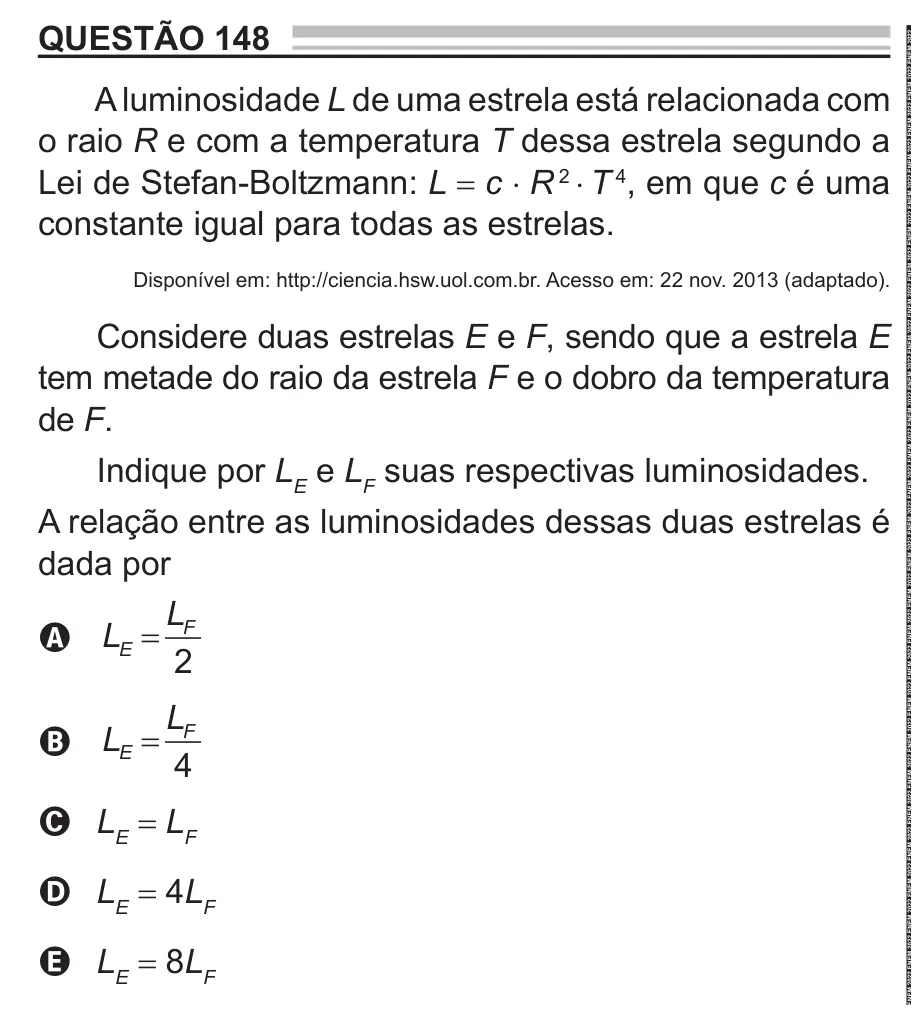 QUESTÃO 148
A luminosidade L de uma estrela está relacionada com
o raio R e com a temperatura T dessa estrela segundo a
Lei de Stefan-Boltzmann: L = c · R² · T⁴, em que c é uma
constante igual para todas as estrelas.
Disponível em: http://ciencia.hsw.uol.com.br. Acesso em: 22 nov. 2013 (adaptado).
Considere duas estrelas E e F, sendo que a estrela E
tem metade do raio da estrela F e o dobro da temperatura
de F.
Indique por L_E e L_F suas respectivas luminosidades.
A relação entre as luminosidades dessas duas estrelas é
dada por
A L_E = L_F/2
B L_E = L_F/4
C L_E = L_F
D L_E = 4L_F
E L_E = 8L_F